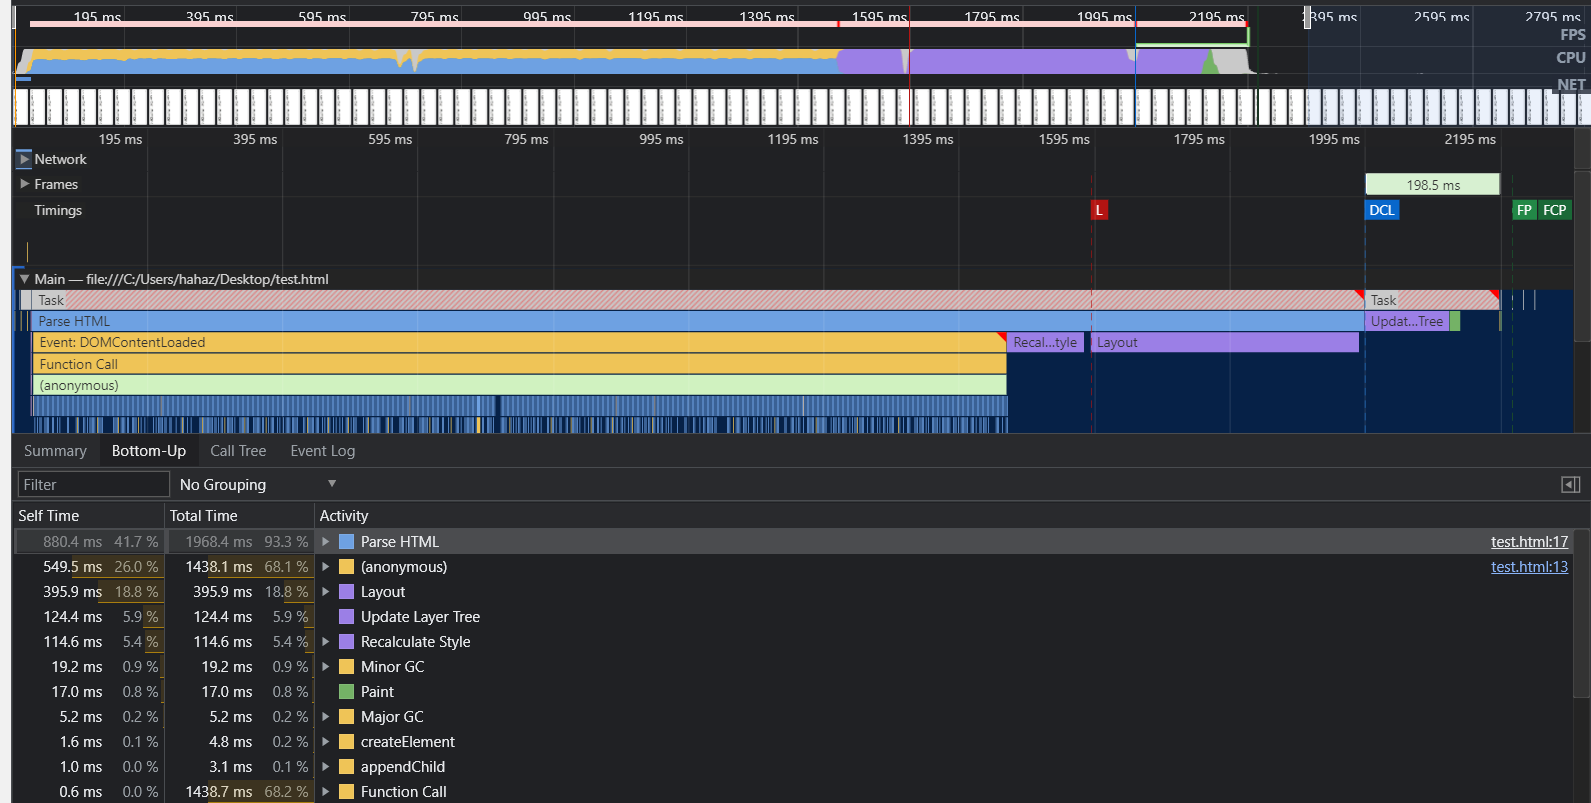 195 ms 395 ms 595 ms 795 ms 995 ms 1195 ms 1395 ms 1595 ms 1795 ms 1995 ms 2195 ms 2395 ms 2595 ms 2795 ms
FPS
CPU
NET
195 ms 395 ms 595 ms 795 ms 995 ms 1195 ms 1395 ms 1595 ms 1795 ms 1995 ms 2195 ms
Network
Frames 198.5 ms
Timings L DCL FP FCP
Main — file:///C:/Users/hahaz/Desktop/test.html
Task Task
Parse HTML Updat...Tree
Event: DOMContentLoaded Recal...tyle Layout
Function Call
(anonymous)
Summary Bottom-Up Call Tree Event Log
Filter No Grouping
Self Time Total Time Activity
880.4 ms 41.7 % 1968.4 ms 93.3 % Parse HTML test.html:17
549.5 ms 26.0 % 1438.1 ms 68.1 % (anonymous) test.html:13
395.9 ms 18.8 % 395.9 ms 18.8 % Layout
124.4 ms 5.9 % 124.4 ms 5.9 % Update Layer Tree
114.6 ms 5.4 % 114.6 ms 5.4 % Recalculate Style
19.2 ms 0.9 % 19.2 ms 0.9 % Minor GC
17.0 ms 0.8 % 17.0 ms 0.8 % Paint
5.2 ms 0.2 % 5.2 ms 0.2 % Major GC
1.6 ms 0.1 % 4.8 ms 0.2 % createElement
1.0 ms 0.0 % 3.1 ms 0.1 % appendChild
0.6 ms 0.0 % 1438.7 ms 68.2 % Function Call